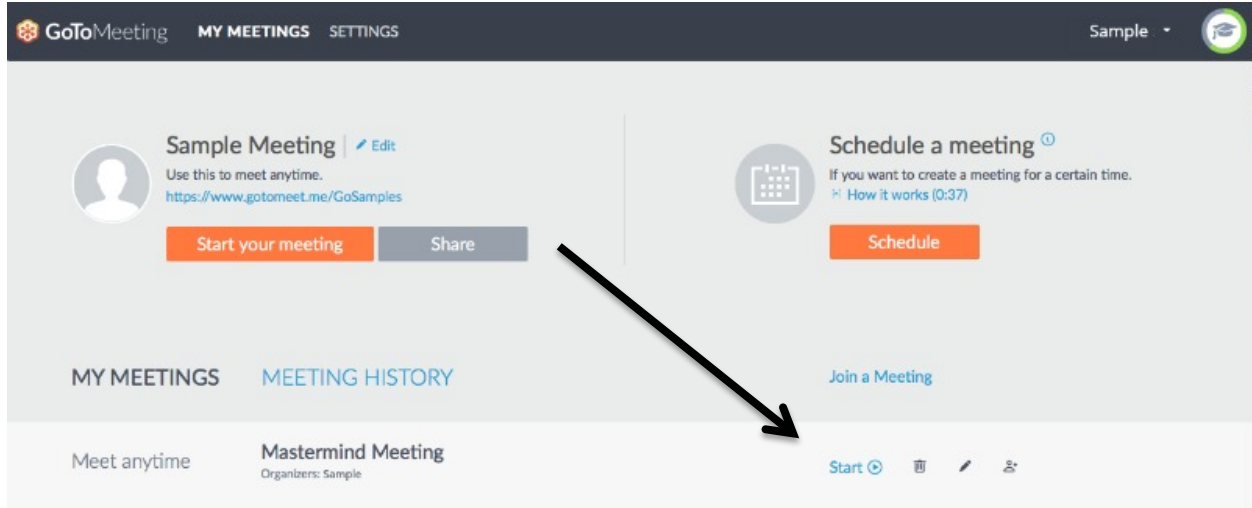 GoToMeeting MY MEETINGS SETTINGS Sample
Sample Meeting Edit
Use this to meet anytime.
https://www.gotomeet.me/GoSamples
Start your meeting Share
Schedule a meeting
If you want to create a meeting for a certain time.
How it works (0:37)
Schedule
MY MEETINGS MEETING HISTORY Join a Meeting
Meet anytime Mastermind Meeting Start
Organizers: Sample